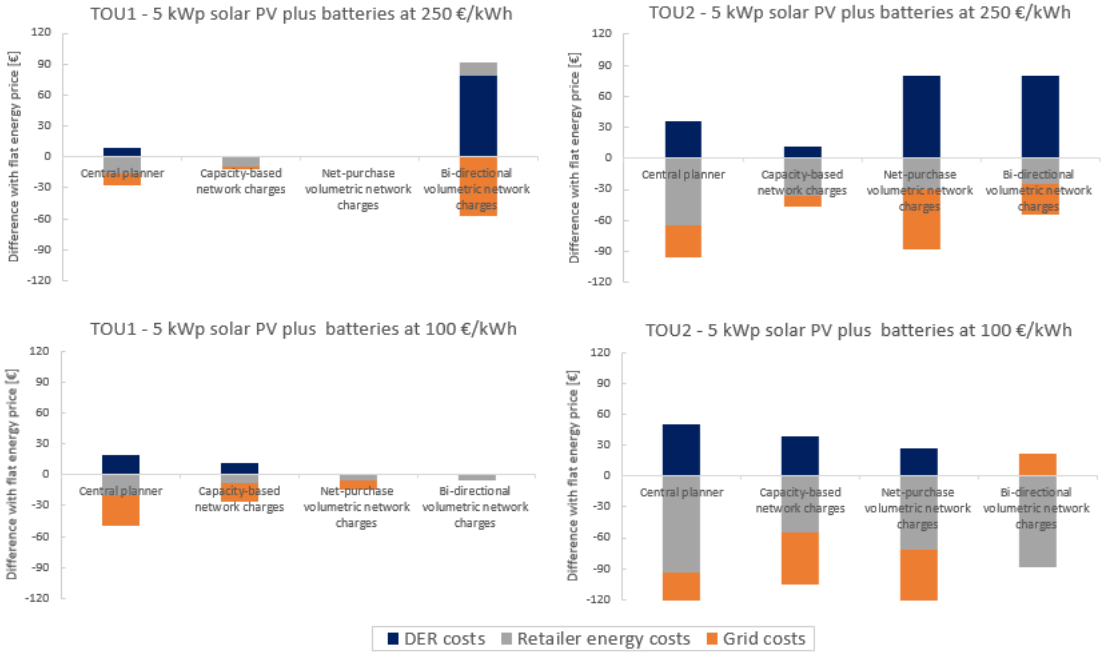 TOU1 - 5 kWp solar PV plus batteries at 250 €/kWh
Difference with flat energy price [€]
120
90
60
30
0
-30
-60
-90
-120
Central planner
Capacity-based
network charges
Net-purchase
volumetric network
charges
Bi-directional
volumetric network
charges
TOU2 - 5 kWp solar PV plus batteries at 250 €/kWh
Difference with flat energy price [€]
120
90
60
30
0
-30
-60
-90
-120
Central planner
Capacity-based
network charges
Net-purchase
volumetric network
charges
Bi-directional
volumetric network
charges
TOU1 - 5 kWp solar PV plus  batteries at 100 €/kWh
Difference with flat energy price [€]
120
90
60
30
0
-30
-60
-90
-120
Central planner
Capacity-based
network charges
Net-purchase
volumetric network
charges
Bi-directional
volumetric network
charges
TOU2 - 5 kWp solar PV plus  batteries at 100 €/kWh
Difference with flat energy price [€]
120
90
60
30
0
-30
-60
-90
-120
Central planner
Capacity-based
network charges
Net-purchase
volumetric network
charges
Bi-directional
volumetric network
charges
DER costs
Retailer energy costs
Grid costs